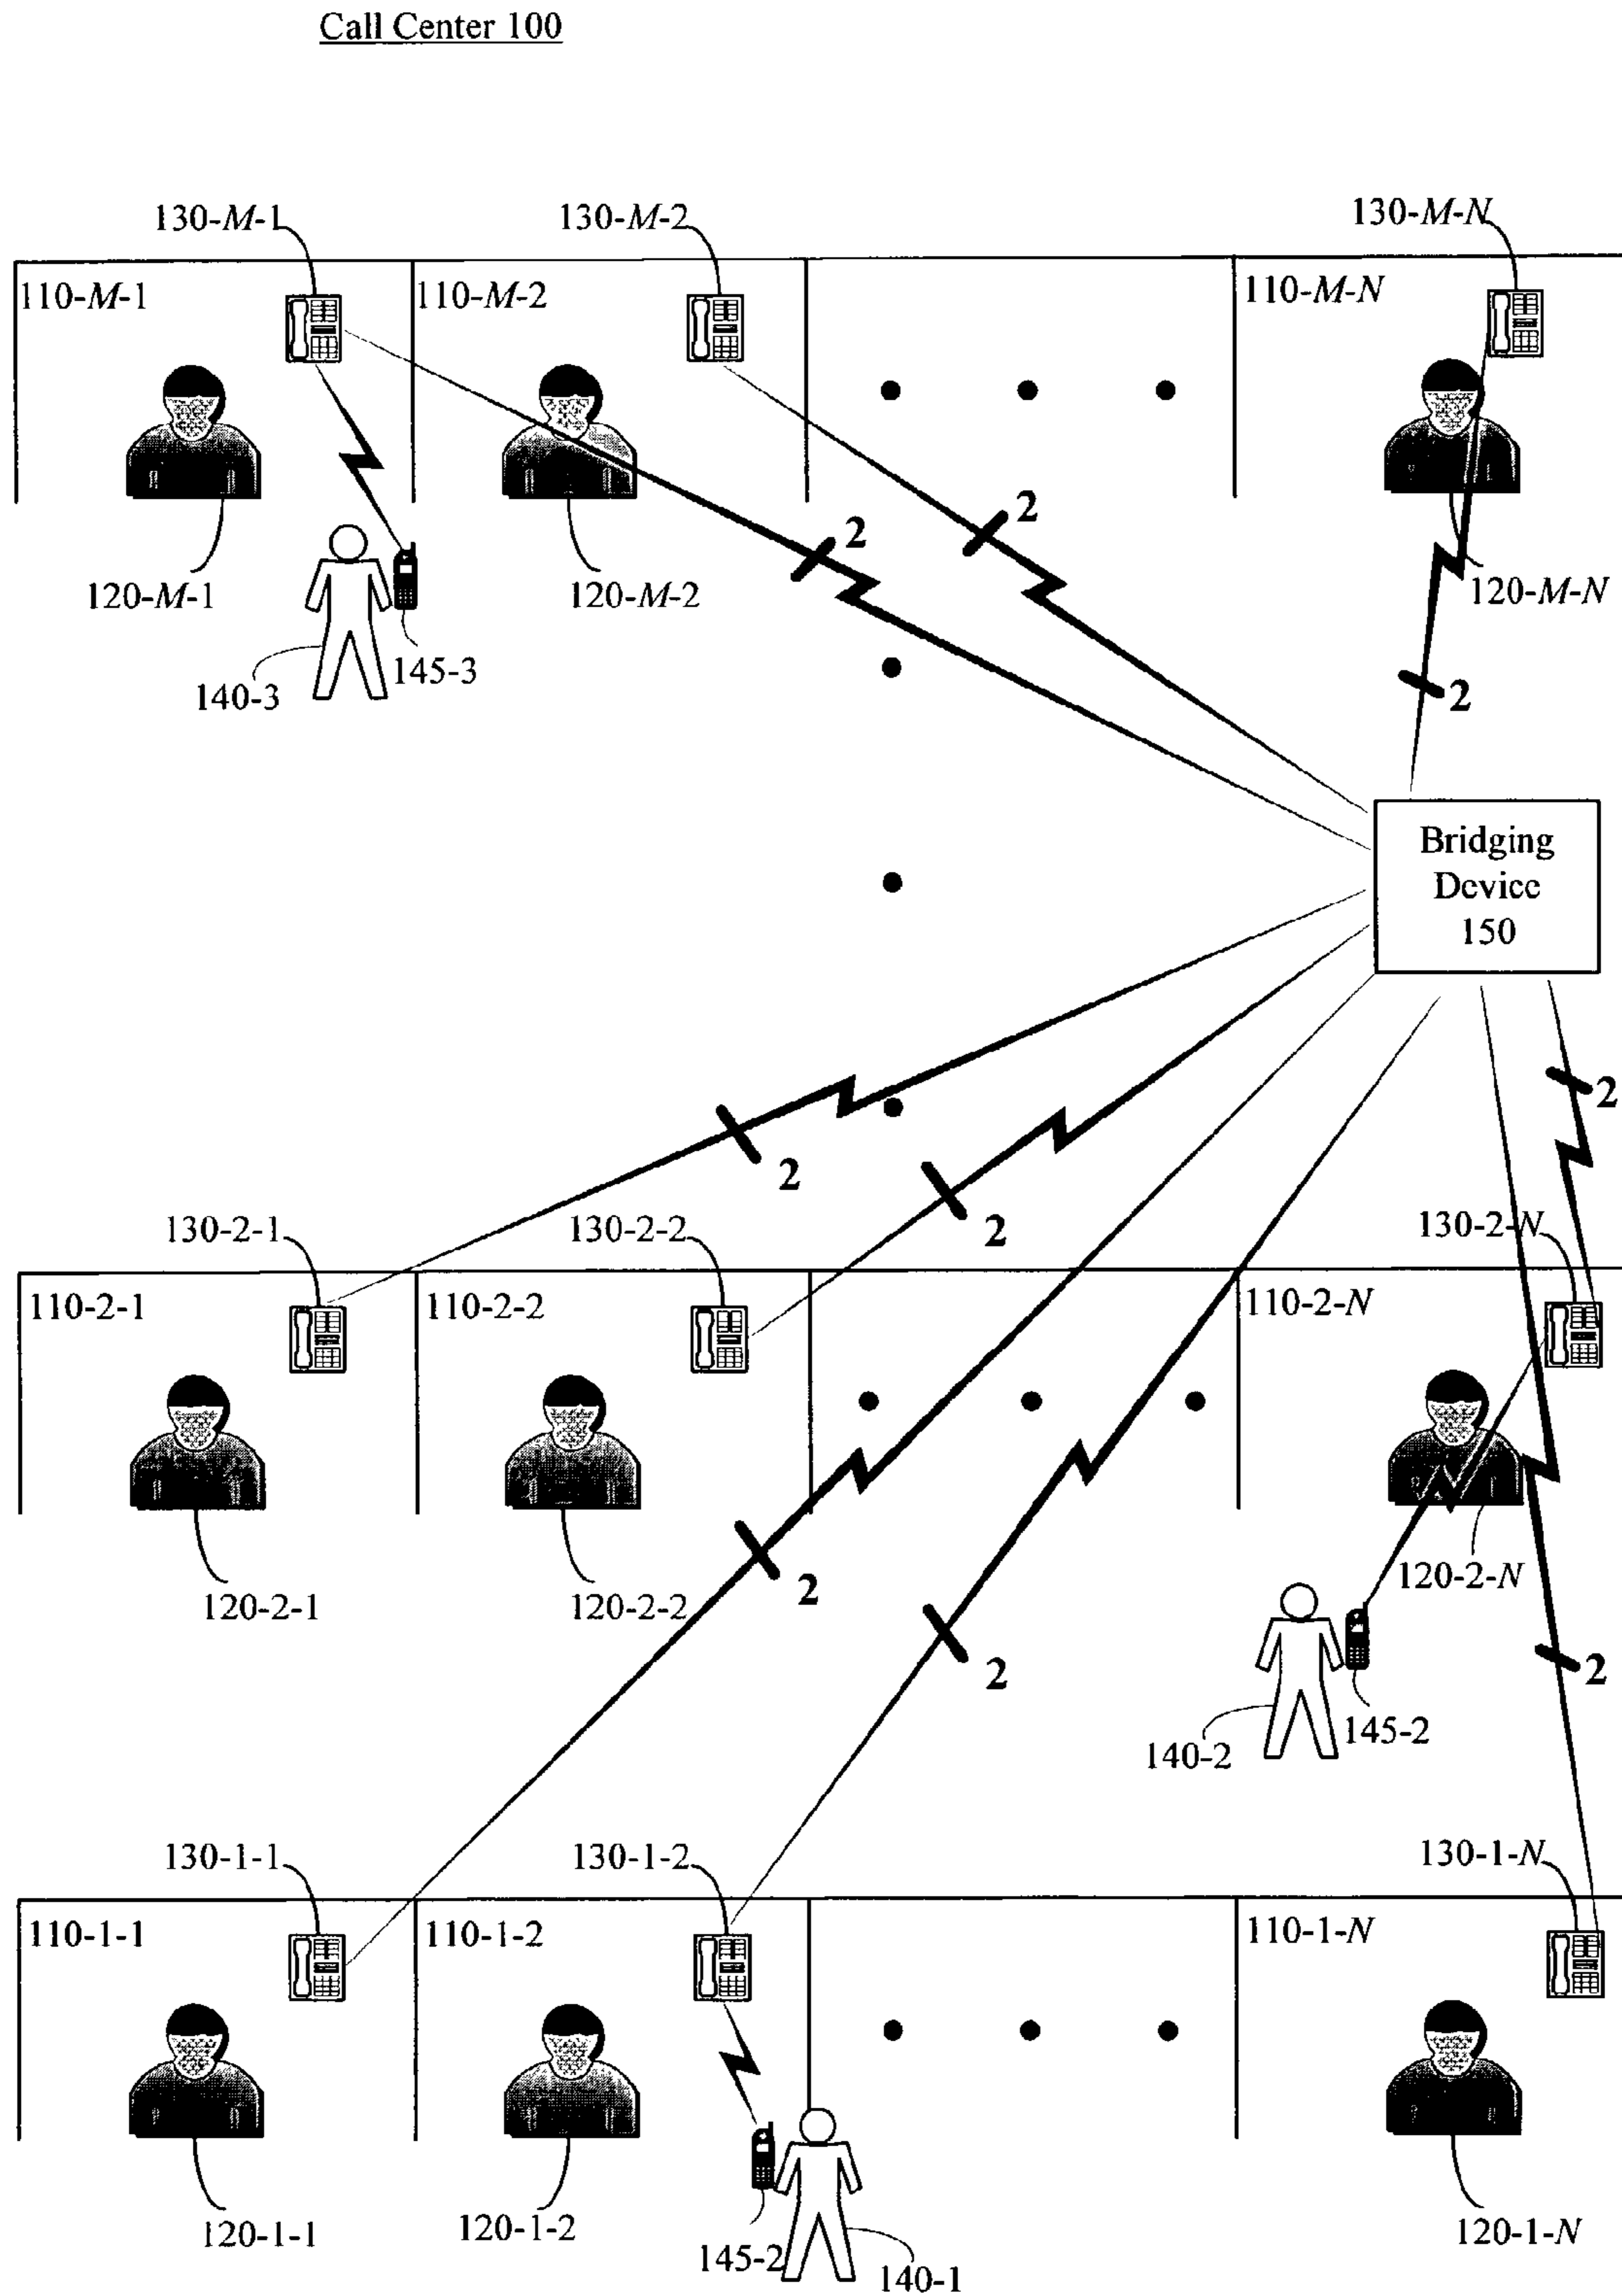 Call Center 100
130-M-1
130-M-2
130-M-N
110-M-1
110-M-2
110-M-N
2
2
120-M-1
120-M-2
120-M-N
145-3
140-3
2
Bridging
Device
150
2
2
2
130-2-1
130-2-2
130-2-N
110-2-1
110-2-2
110-2-N
120-2-N
2
120-2-1
120-2-2
2
2
145-2
140-2
130-1-1
130-1-2
130-1-N
110-1-1
110-1-2
110-1-N
120-1-1
120-1-2
120-1-N
145-2
140-1